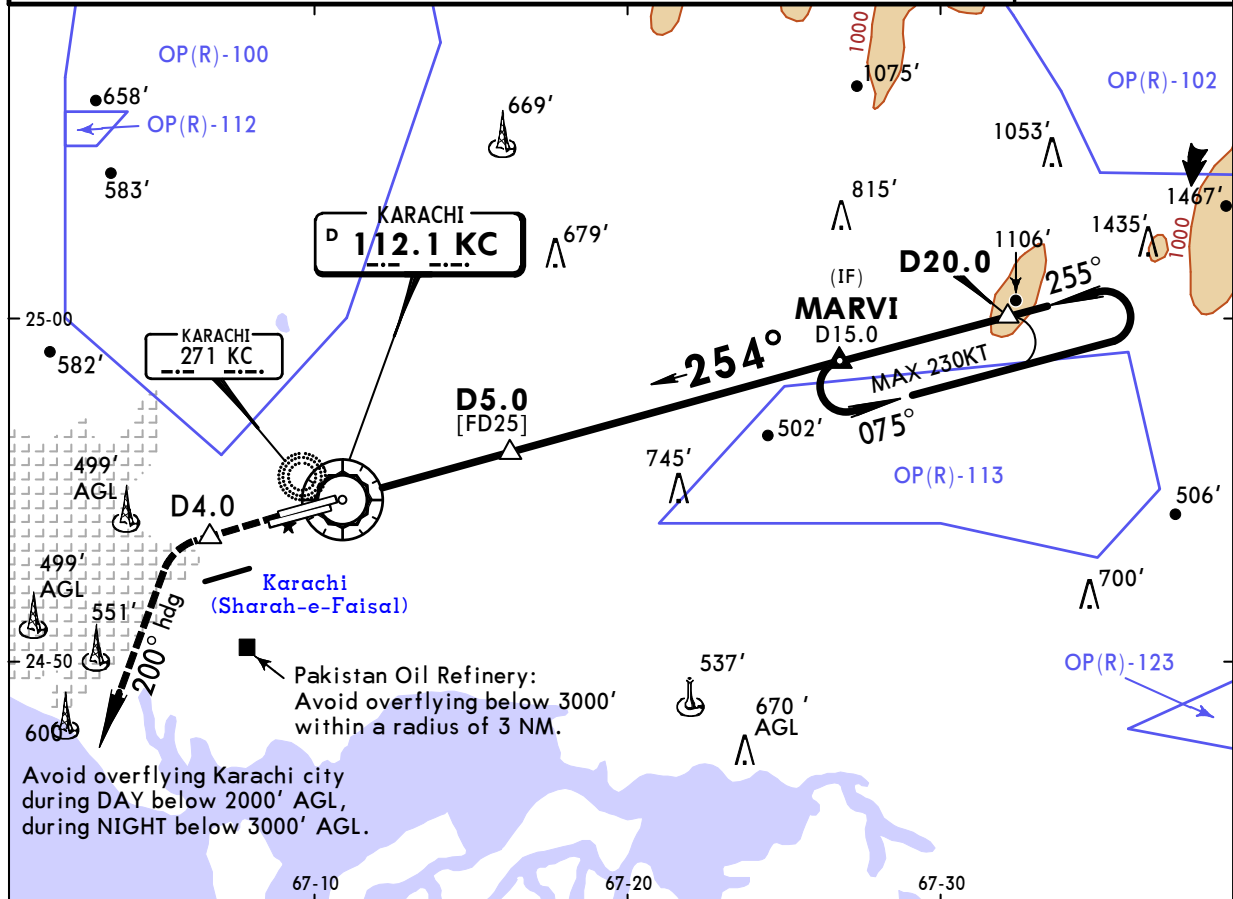 OP(R)-100
1000
1075'
OP(R)-102
658'
OP(R)-112
669'
1053'
583'
815'
1467'
KARACHI
D 112.1 KC
679'
1435'
1106'
1000
D20.0
255°
(IF)
MARVI
D15.0
25-00
KARACHI
271 KC
582'
254°
MAX 230KT
D5.0
[FD25]
075°
502'
499'
AGL
745'
OP(R)-113
D4.0
506'
499'
AGL
Karachi
(Sharah-e-Faisal)
551'
700'
200° hdg
24-50
Pakistan Oil Refinery:
Avoid overflying below 3000'
within a radius of 3 NM.
537'
OP(R)-123
670 '
AGL
600'
Avoid overflying Karachi city
during DAY below 2000' AGL,
during NIGHT below 3000' AGL.
67-10
67-20
67-30